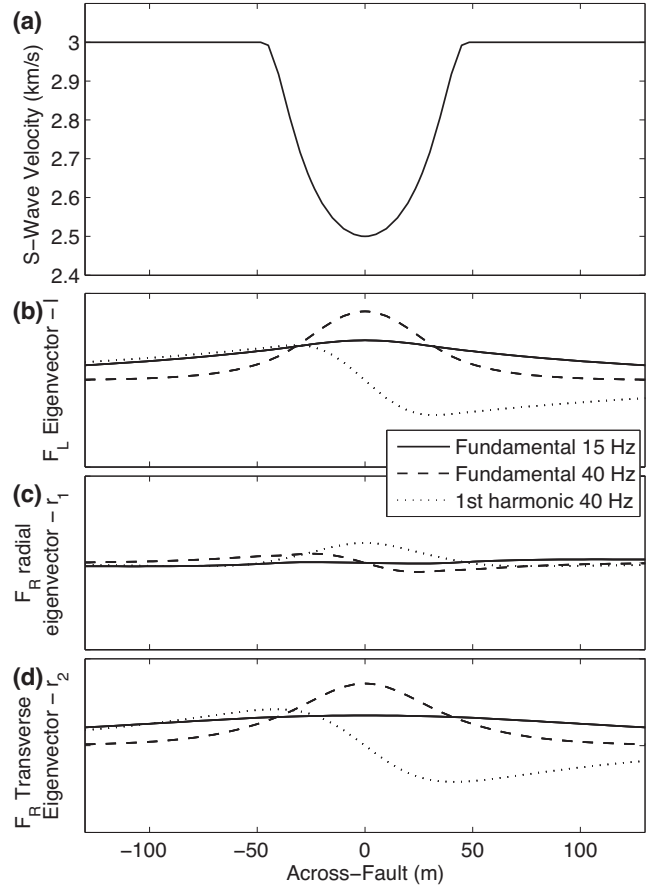 (a)
S-Wave Velocity (km/s)
3
2.9
2.8
2.7
2.6
2.5
2.4
(b)
F_L Eigenvector - l
Fundamental 15 Hz
Fundamental 40 Hz
1st harmonic 40 Hz
(c)
F_R radial
eigenvector - r_1
(d)
F_R Transverse
Eigenvector - r_2
-100 -50 0 50 100
Across-Fault (m)